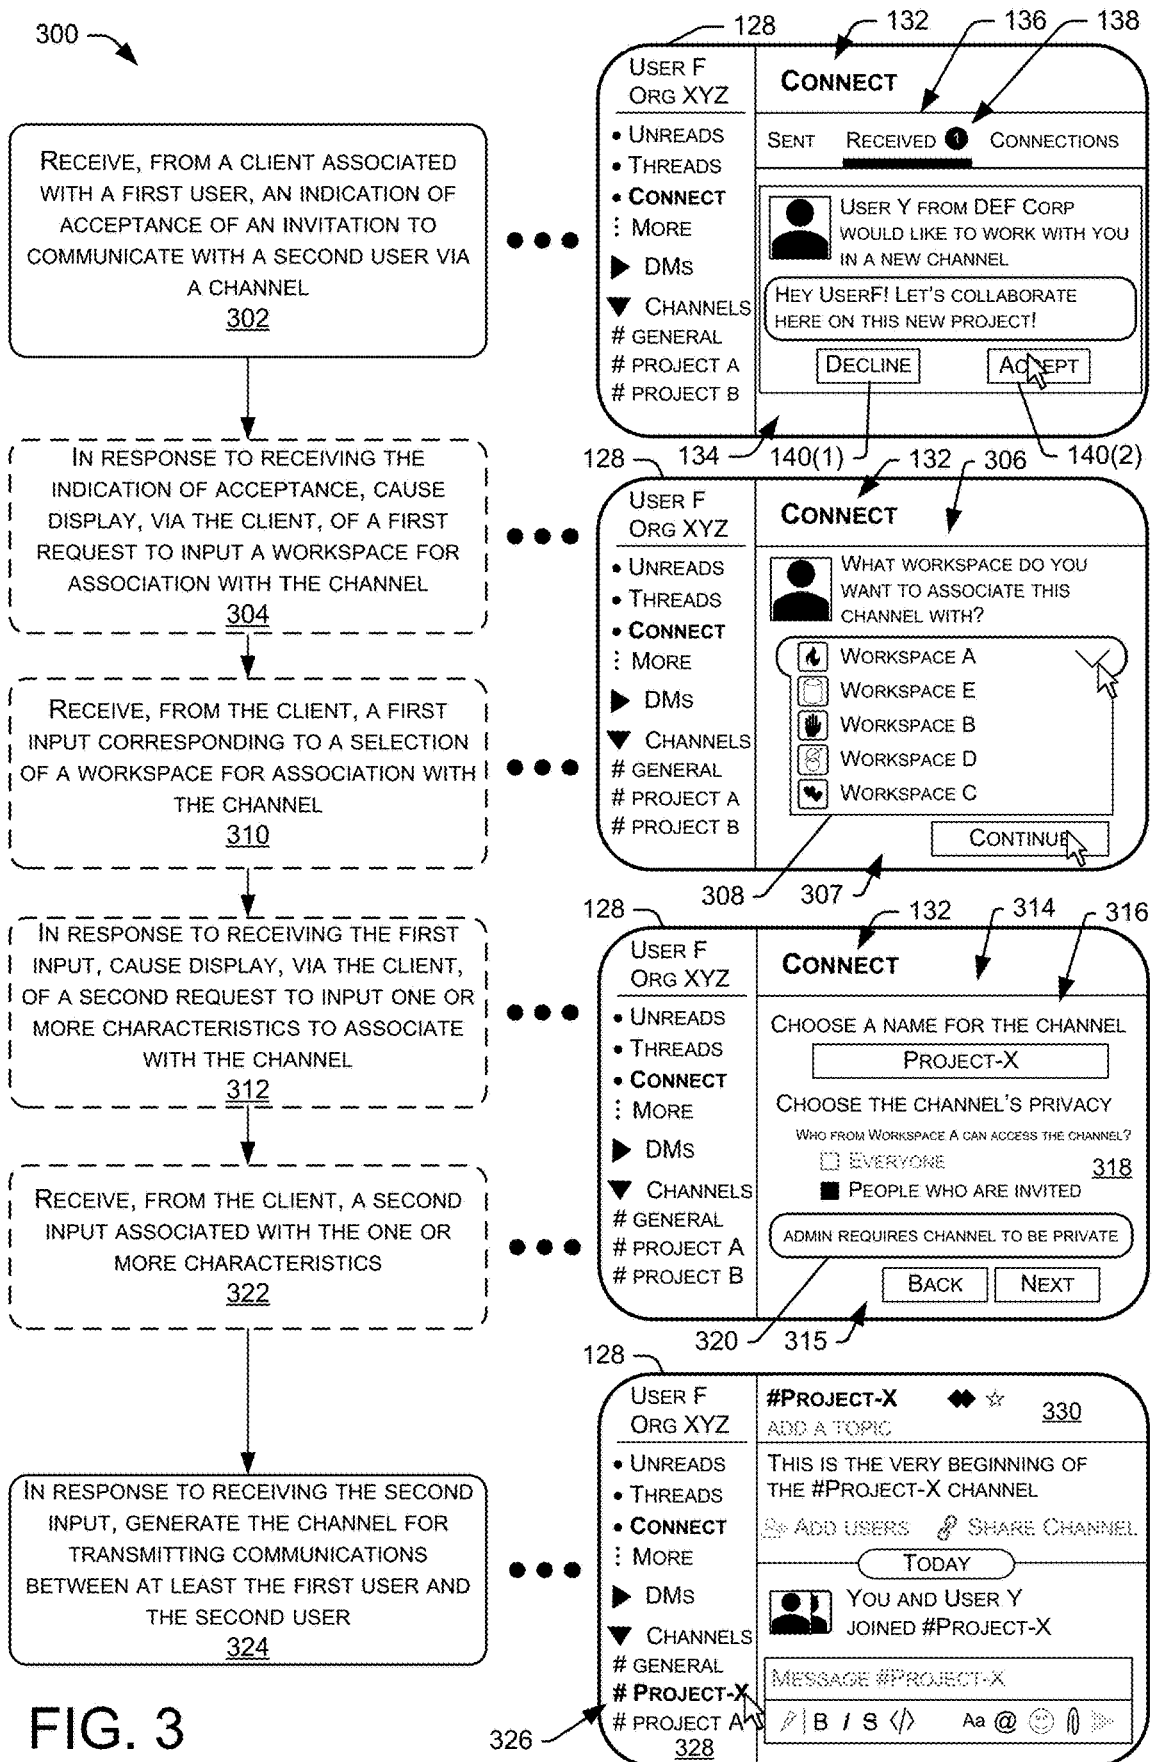 300
RECEIVE, FROM A CLIENT ASSOCIATED
WITH A FIRST USER, AN INDICATION OF
ACCEPTANCE OF AN INVITATION TO
COMMUNICATE WITH A SECOND USER VIA
A CHANNEL
302
128
132
136
138
USER F
ORG XYZ
• UNREADS
• THREADS
• CONNECT
⋮ MORE
▶ DMS
▼ CHANNELS
# GENERAL
# PROJECT A
# PROJECT B
CONNECT
SENT RECEIVED 1 CONNECTIONS
USER Y FROM DEF CORP
WOULD LIKE TO WORK WITH YOU
IN A NEW CHANNEL
HEY USERF! LET'S COLLABORATE
HERE ON THIS NEW PROJECT!
DECLINE ACCEPT
134
140(1)
140(2)
IN RESPONSE TO RECEIVING THE
INDICATION OF ACCEPTANCE, CAUSE
DISPLAY, VIA THE CLIENT, OF A FIRST
REQUEST TO INPUT A WORKSPACE FOR
ASSOCIATION WITH THE CHANNEL
304
RECEIVE, FROM THE CLIENT, A FIRST
INPUT CORRESPONDING TO A SELECTION
OF A WORKSPACE FOR ASSOCIATION WITH
THE CHANNEL
310
128
132
306
USER F
ORG XYZ
• UNREADS
• THREADS
• CONNECT
⋮ MORE
▶ DMS
▼ CHANNELS
# GENERAL
# PROJECT A
# PROJECT B
CONNECT
WHAT WORKSPACE DO YOU
WANT TO ASSOCIATE THIS
CHANNEL WITH?
WORKSPACE A
WORKSPACE E
WORKSPACE B
WORKSPACE D
WORKSPACE C
CONTINUE
308
307
IN RESPONSE TO RECEIVING THE FIRST
INPUT, CAUSE DISPLAY, VIA THE CLIENT,
OF A SECOND REQUEST TO INPUT ONE OR
MORE CHARACTERISTICS TO ASSOCIATE
WITH THE CHANNEL
312
RECEIVE, FROM THE CLIENT, A SECOND
INPUT ASSOCIATED WITH THE ONE OR
MORE CHARACTERISTICS
322
128
132
314
316
USER F
ORG XYZ
• UNREADS
• THREADS
• CONNECT
⋮ MORE
▶ DMS
▼ CHANNELS
# GENERAL
# PROJECT A
# PROJECT B
CONNECT
CHOOSE A NAME FOR THE CHANNEL
PROJECT-X
CHOOSE THE CHANNEL'S PRIVACY
WHO FROM WORKSPACE A CAN ACCESS THE CHANNEL?
EVERYONE
318
PEOPLE WHO ARE INVITED
ADMIN REQUIRES CHANNEL TO BE PRIVATE
BACK NEXT
320
315
IN RESPONSE TO RECEIVING THE SECOND
INPUT, GENERATE THE CHANNEL FOR
TRANSMITTING COMMUNICATIONS
BETWEEN AT LEAST THE FIRST USER AND
THE SECOND USER
324
128
USER F
ORG XYZ
• UNREADS
• THREADS
• CONNECT
⋮ MORE
▶ DMS
▼ CHANNELS
# GENERAL
# PROJECT-X
# PROJECT A
326
328
#PROJECT-X
330
ADD A TOPIC
THIS IS THE VERY BEGINNING OF
THE #PROJECT-X CHANNEL
ADD USERS SHARE CHANNEL
TODAY
YOU AND USER Y
JOINED #PROJECT-X
MESSAGE #PROJECT-X
B I S </> Aa @
FIG. 3